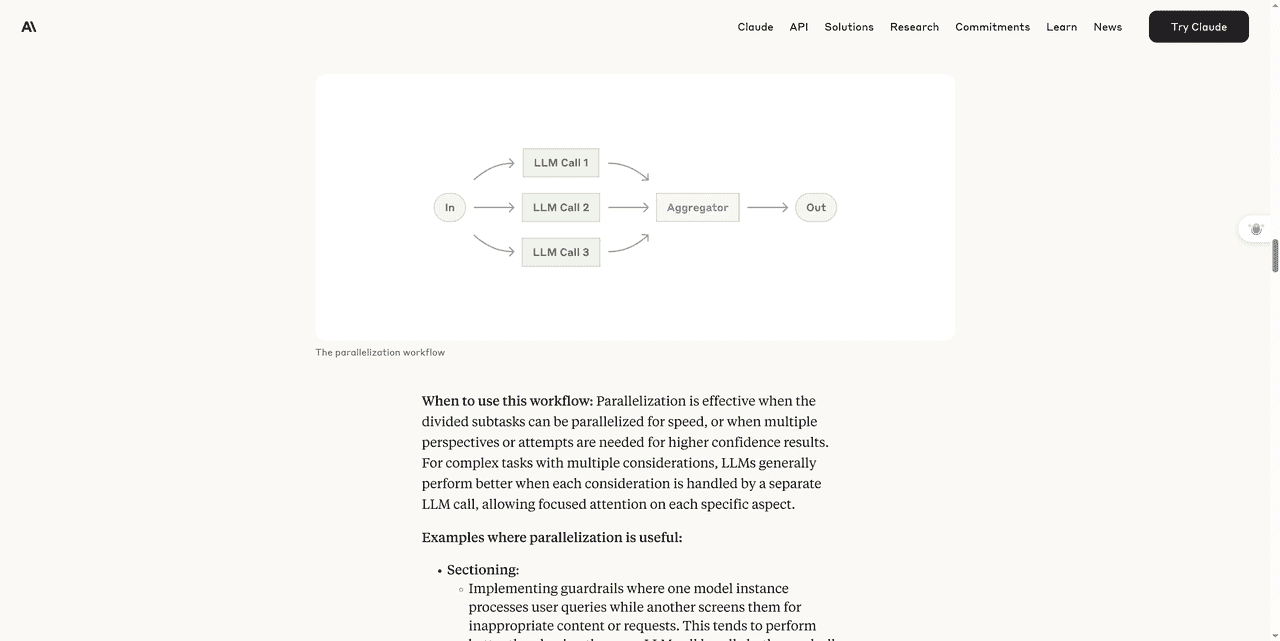 A\
Claude API Solutions Research Commitments Learn News Try Claude
LLM Call 1
In LLM Call 2 Aggregator Out
LLM Call 3
The parallelization workflow
When to use this workflow: Parallelization is effective when the
divided subtasks can be parallelized for speed, or when multiple
perspectives or attempts are needed for higher confidence results.
For complex tasks with multiple considerations, LLMs generally
perform better when each consideration is handled by a separate
LLM call, allowing focused attention on each specific aspect.
Examples where parallelization is useful:
• Sectioning:
◦ Implementing guardrails where one model instance
processes user queries while another screens them for
inappropriate content or requests. This tends to perform